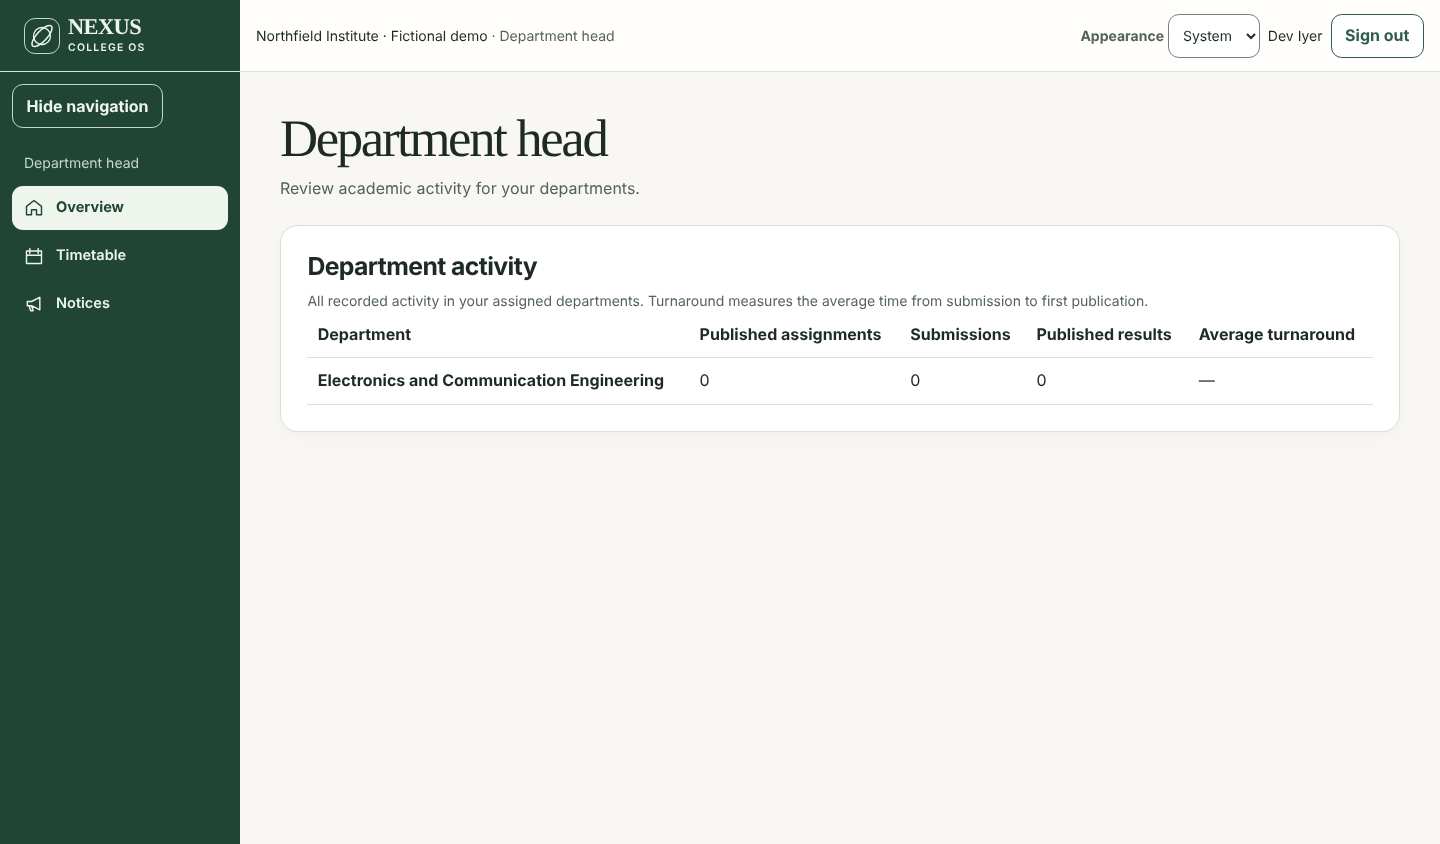 NEXUS
COLLEGE OS
Northfield Institute · Fictional demo · Department head
Appearance System Dev Iyer Sign out
Hide navigation
Department head
Overview
Timetable
Notices
Department head
Review academic activity for your departments.
Department activity
All recorded activity in your assigned departments. Turnaround measures the average time from submission to first publication.
Department Published assignments Submissions Published results Average turnaround
Electronics and Communication Engineering 0 0 0 —